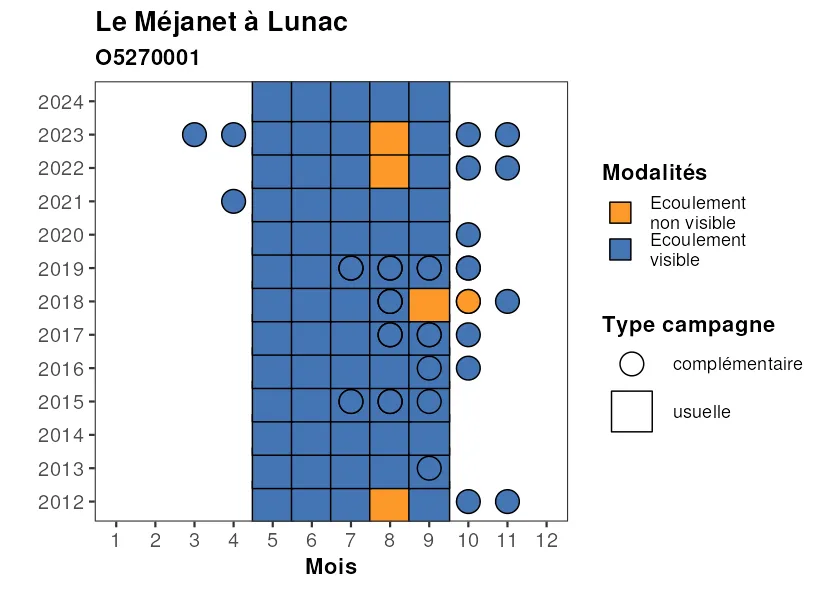 Le Méjanet à Lunac
O5270001
2024
2023
2022
2021
2020
2019
2018
2017
2016
2015
2014
2013
2012
1 2 3 4 5 6 7 8 9 10 11 12
Mois
Modalités
Ecoulement
non visible
Ecoulement
visible
Type campagne
complémentaire
usuelle